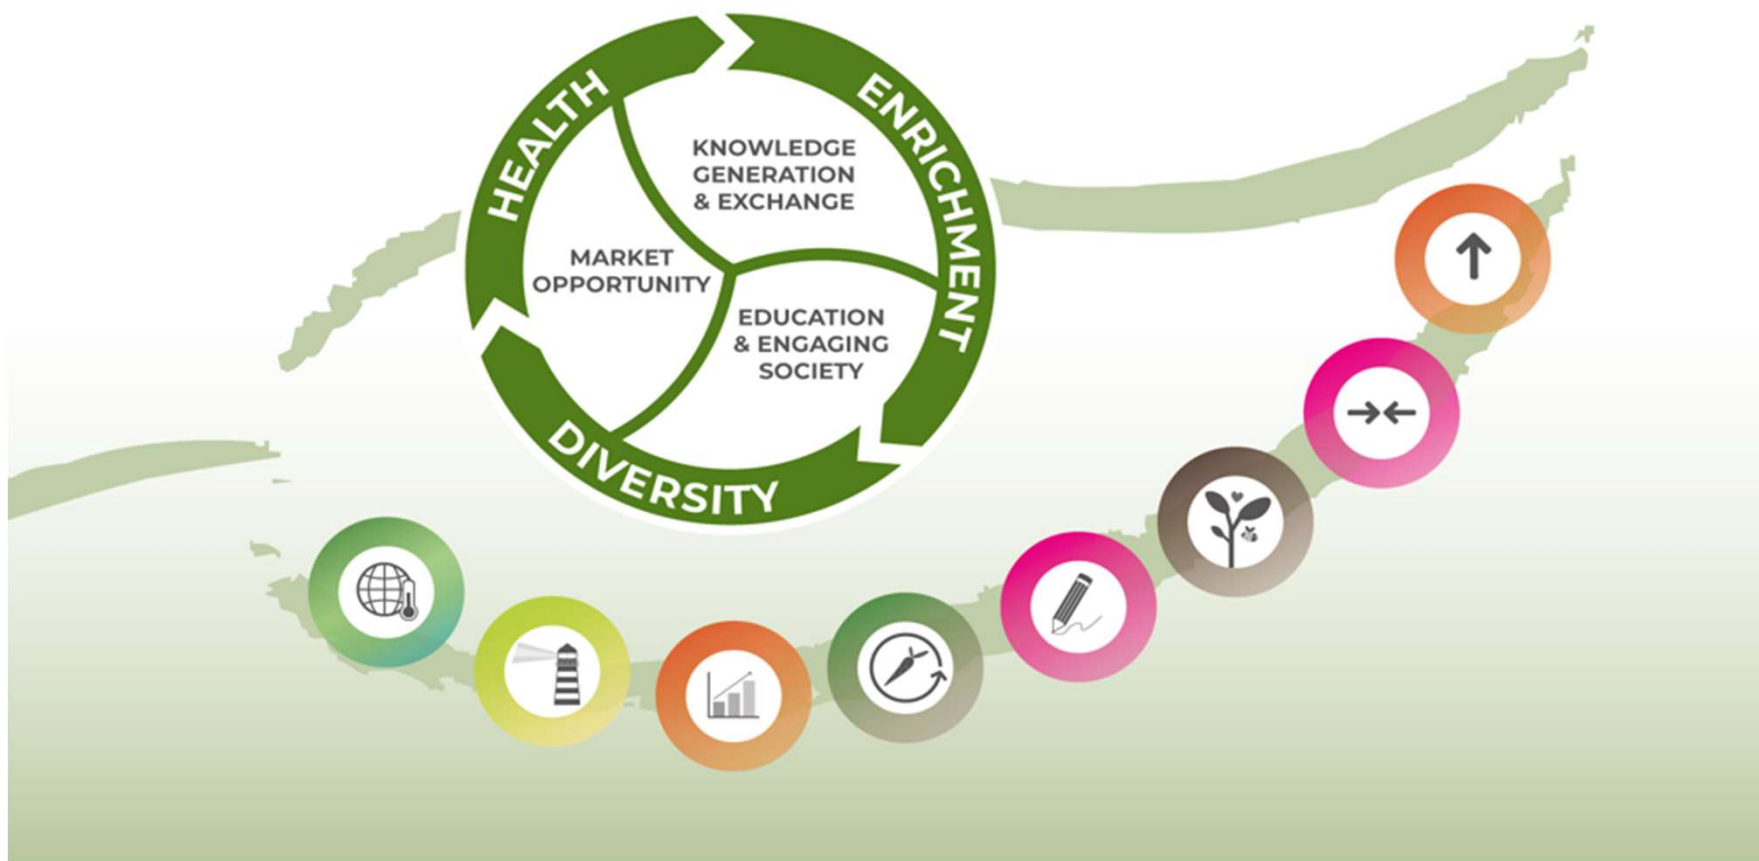 HEALTH
ENRICHMENT
DIVERSITY
KNOWLEDGE
GENERATION
& EXCHANGE
MARKET
OPPORTUNITY
EDUCATION
& ENGAGING
SOCIETY